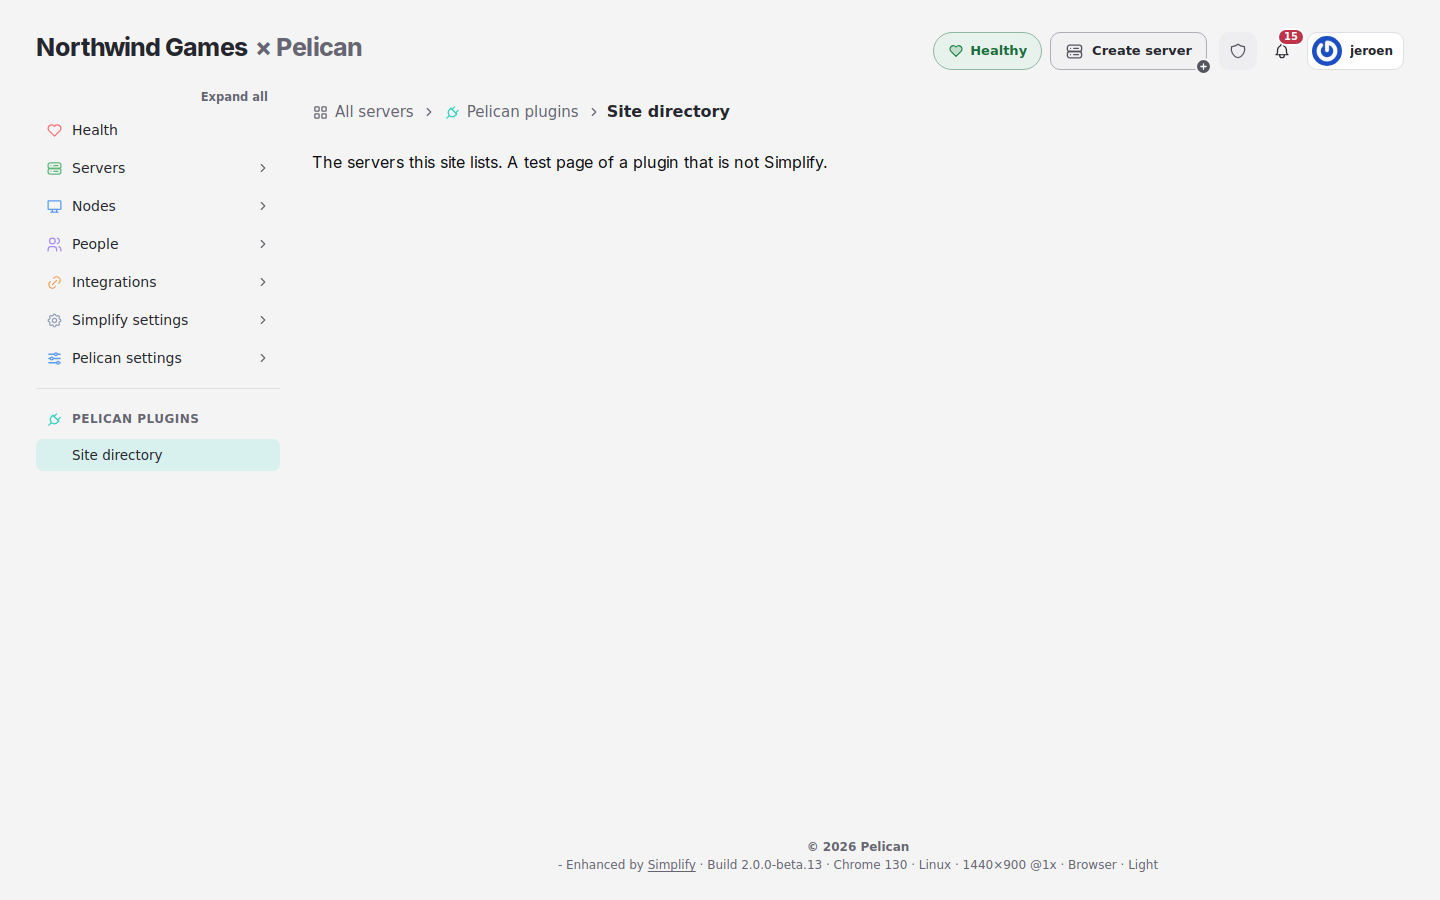 Northwind Games × Pelican
Healthy
Create server
15
jeroen
Expand all
Health
Servers
Nodes
People
Integrations
Simplify settings
Pelican settings
PELICAN PLUGINS
Site directory
All servers
Pelican plugins
Site directory
The servers this site lists. A test page of a plugin that is not Simplify.
© 2026 Pelican
- Enhanced by Simplify · Build 2.0.0-beta.13 · Chrome 130 · Linux · 1440×900 @1x · Browser · Light